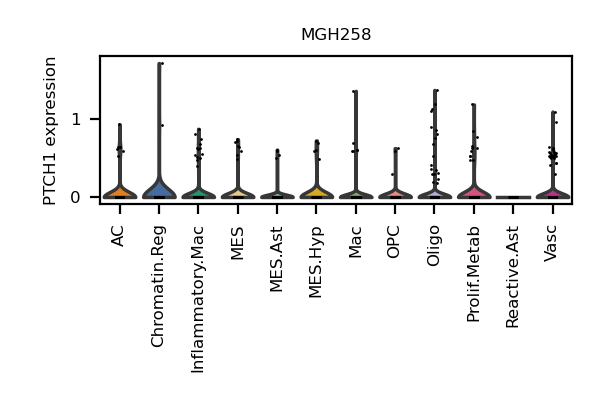 MGH258
PTCH1 expression
1
0
AC
Chromatin.Reg
Inflammatory.Mac
MES
MES.Ast
MES.Hyp
Mac
OPC
Oligo
Prolif.Metab
Reactive.Ast
Vasc